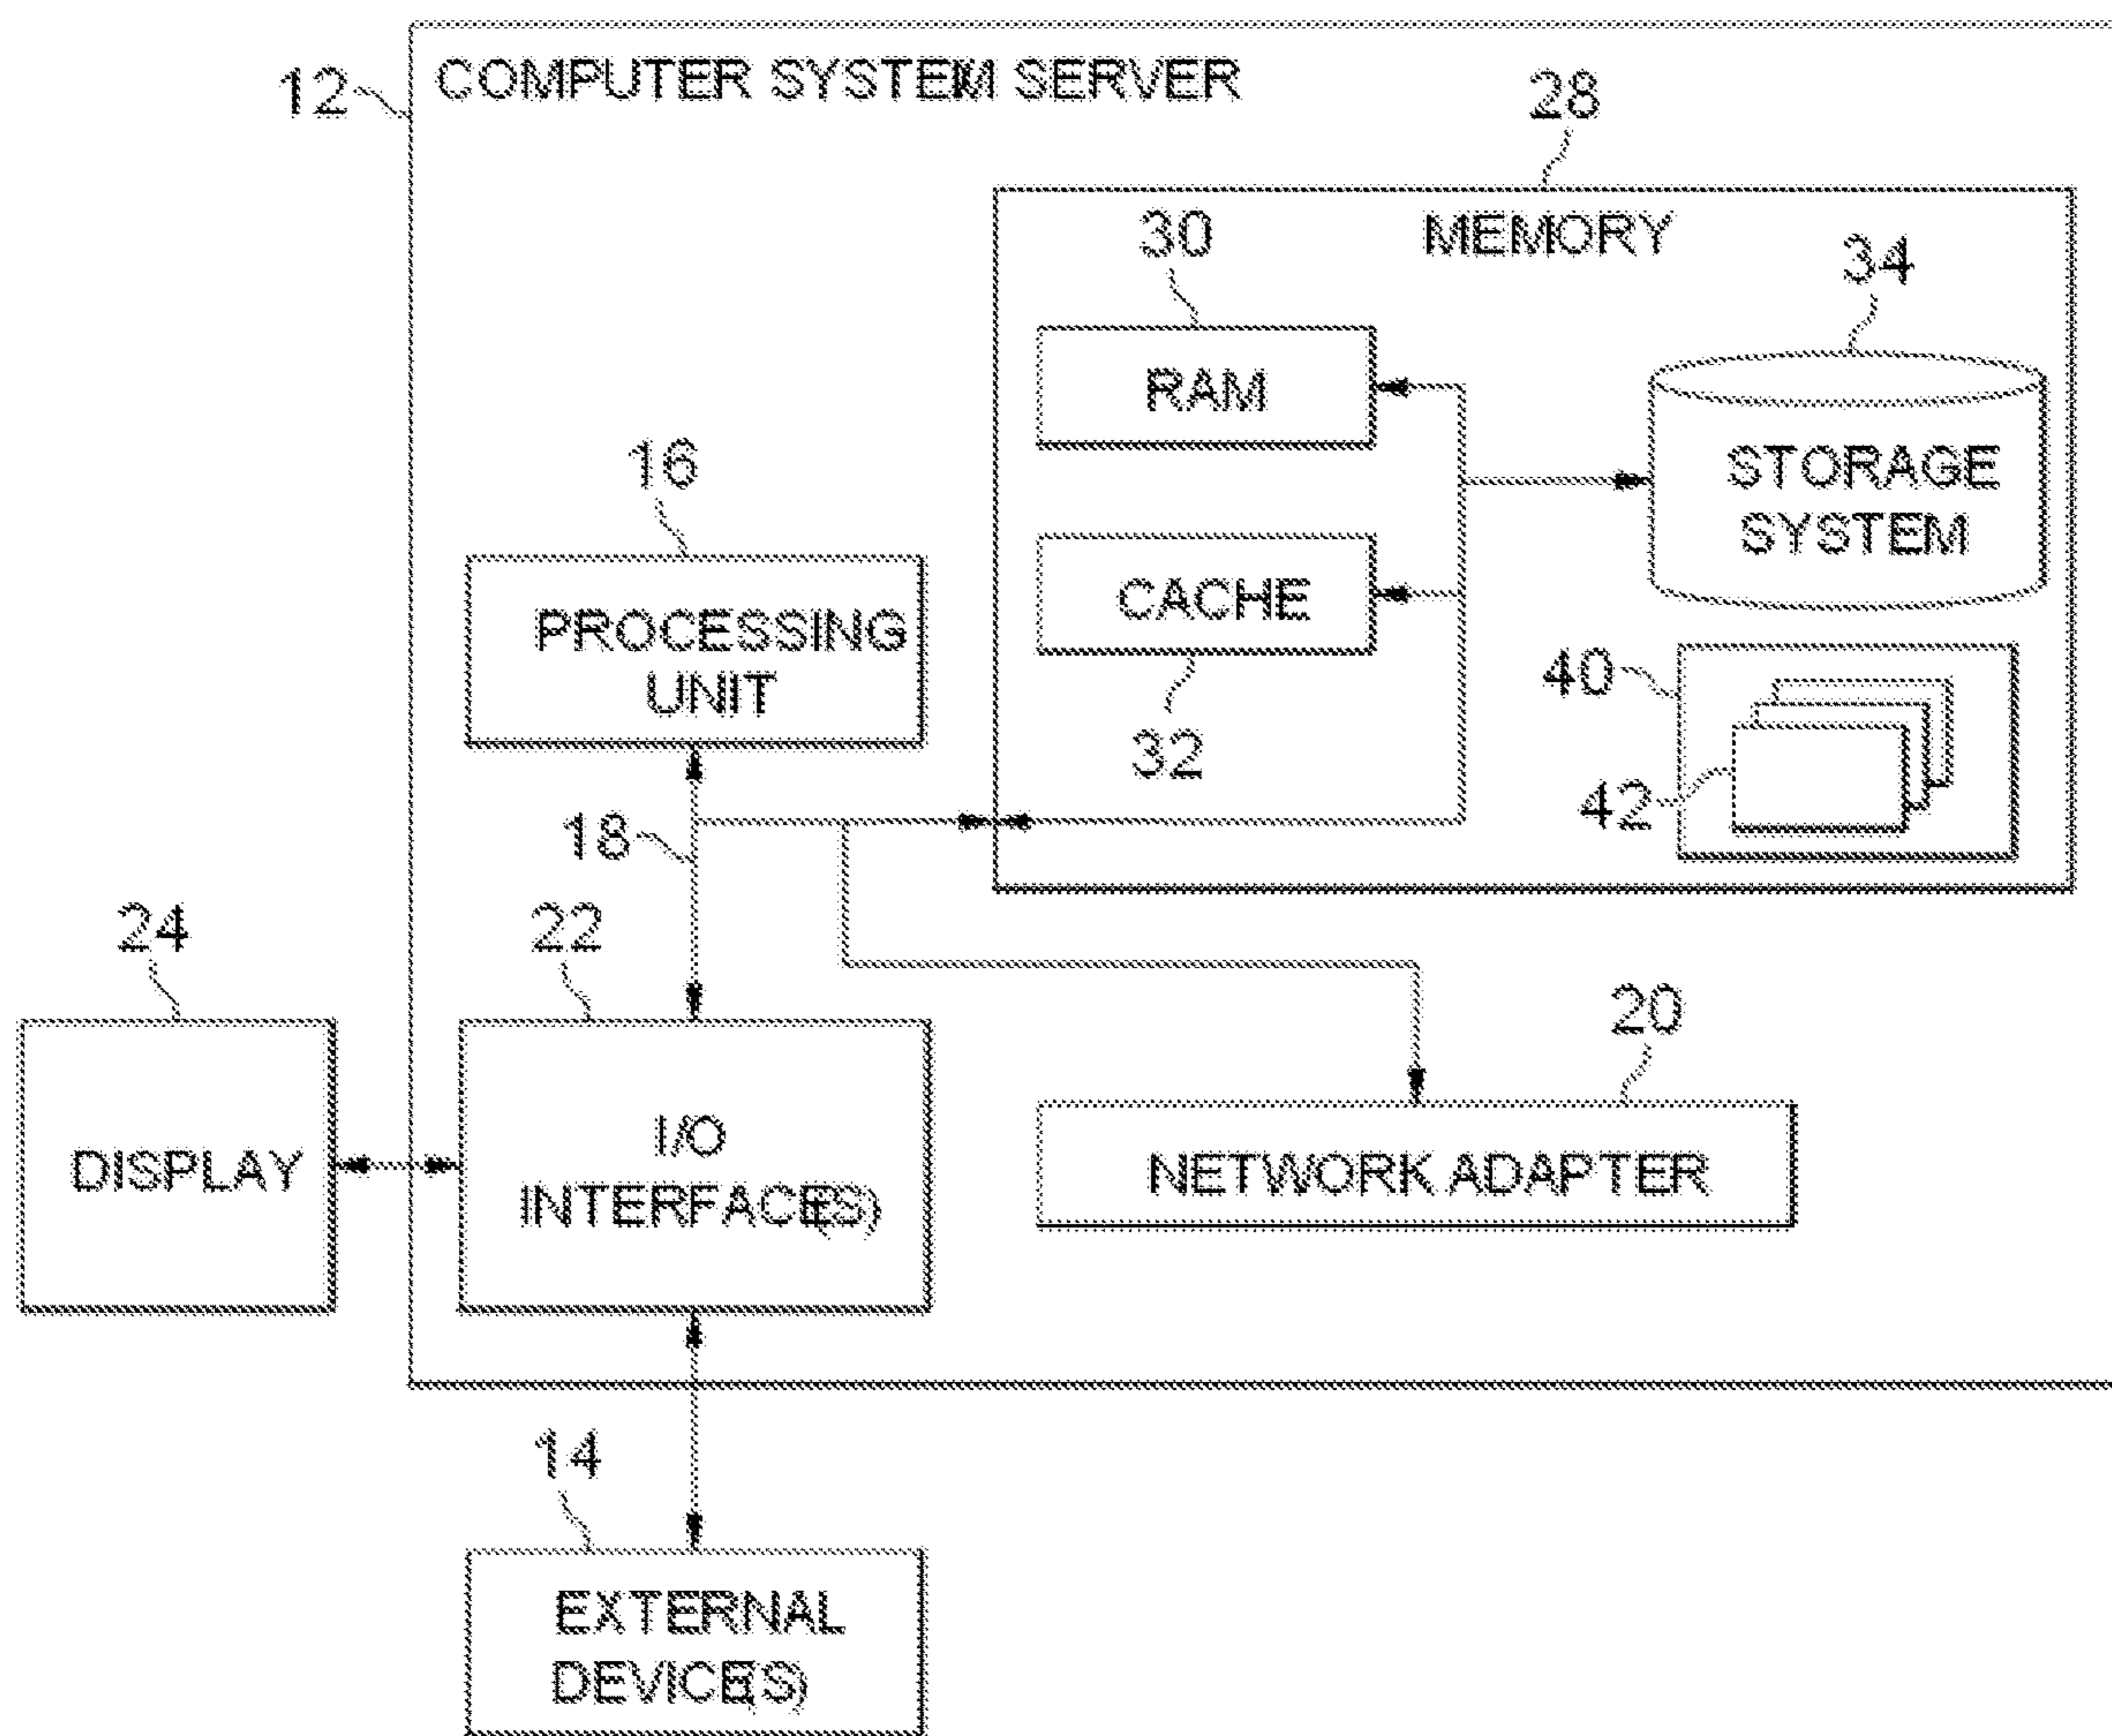 12
COMPUTER SYSTEM SERVER
28
MEMORY
30
34
RAM
STORAGE
SYSTEM
16
PROCESSING
UNIT
CACHE
32
40
42
18
24
22
20
DISPLAY
I/O
INTERFACE(S)
NETWORK ADAPTER
14
EXTERNAL
DEVICE(S)